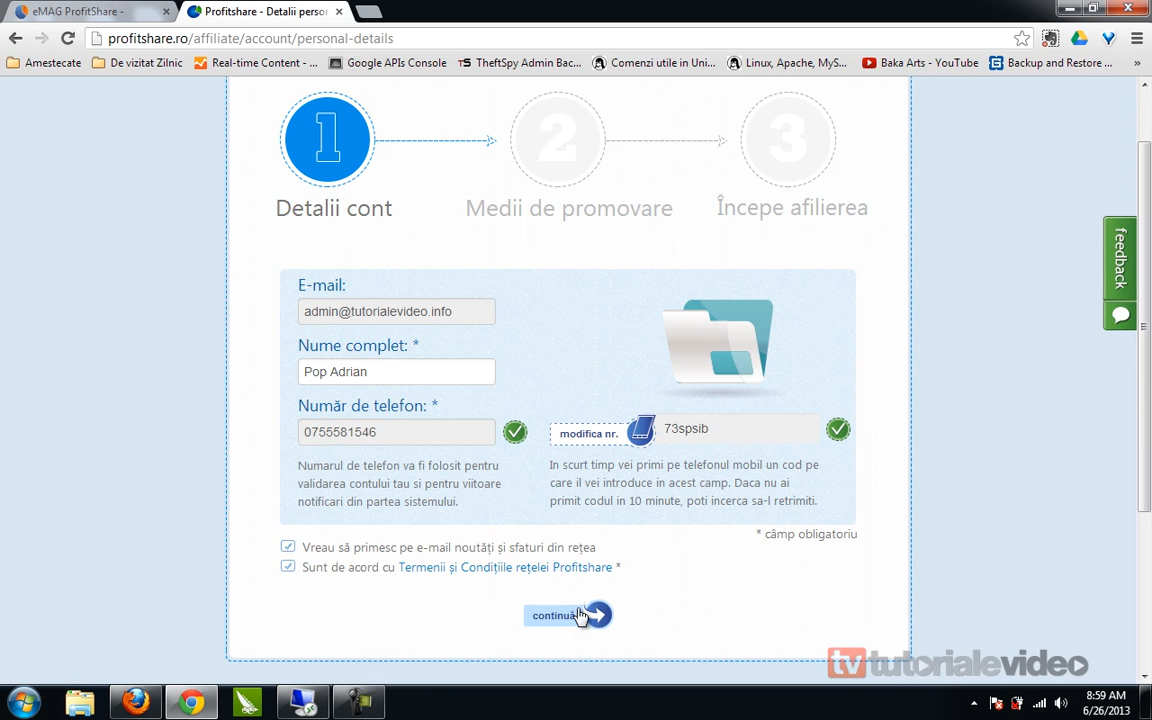 eMAG ProfitShare -
Profitshare - Detalii perso
profitshare.ro/affiliate/account/personal-details
Amestecate
De vizitat Zilnic
Real-time Content - ...
Google APIs Console
TheftSpy Admin Bac...
Comenzi utile in Uni...
Linux, Apache, MyS...
Baka Arts - YouTube
Backup and Restore ...
»
1
2
3
Detalii cont
Medii de promovare
Începe afilierea
feedback
E-mail:
admin@tutorialevideo.info
Nume complet: *
Pop Adrian
Număr de telefon: *
0755581546
modifica nr.
73spsib
Numarul de telefon va fi folosit pentru
validarea contului tau si pentru viitoare
notificari din partea sistemului.
In scurt timp vei primi pe telefonul mobil un cod pe
care il vei introduce in acest camp. Daca nu ai
primit codul in 10 minute, poti incerca sa-l retrimiti.
* câmp obligatoriu
Vreau să primesc pe e-mail noutăți și sfaturi din rețea
Sunt de acord cu Termenii și Condițiile rețelei Profitshare *
continuă
tv tutorialevideo
8:59 AM
6/26/2013